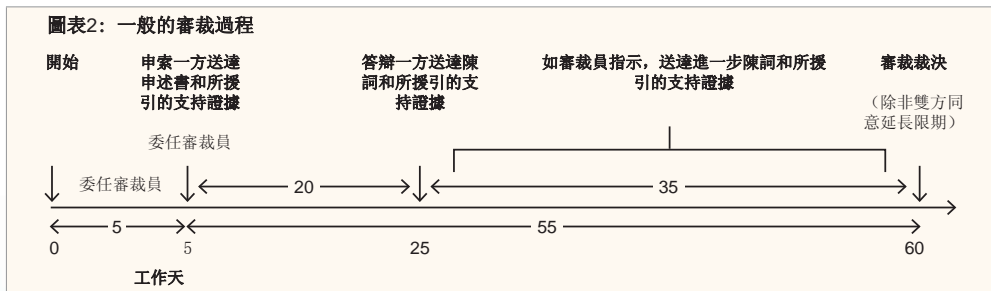 圖表2：一般的審裁過程
開始
申索一方送達
申述書和所援
引的支持證據
答辯一方送達陳
詞和所援引的支
持證據
如審裁員指示，送達進一步陳詞和所援
引的支持證據
審裁裁決
（除非雙方同
意延長限期）
委任審裁員
委任審裁員
20
35
5
55
0
5
25
60
工作天